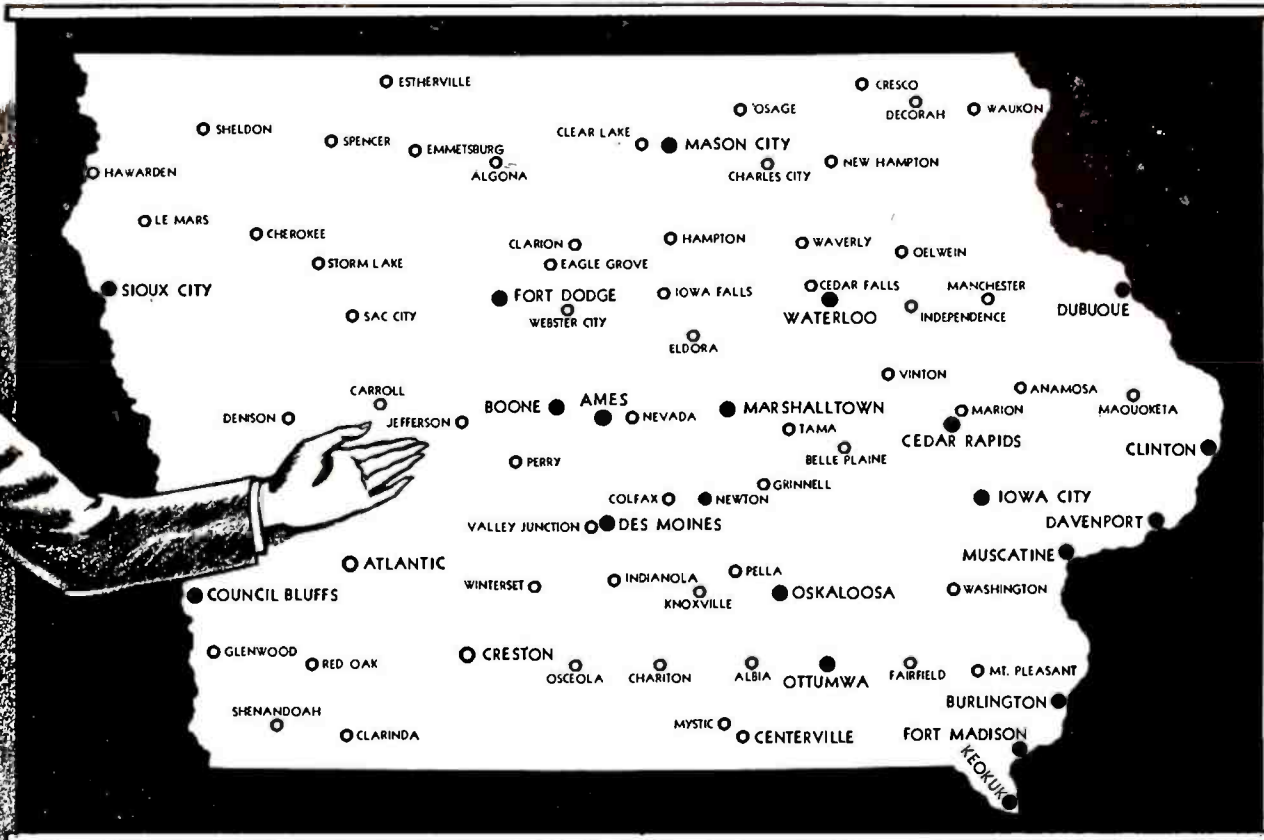 ESTHERVILLE
CRESCO
DECORAH
WAUKON
'OSAGE
SHELDON
SPENCER
EMMETSBURG
ALGONA
CLEAR LAKE
MASON CITY
CHARLES CITY
NEW HAMPTON
HAWARDEN
LE MARS
CHEROKEE
STORM LAKE
CLARION
EAGLE GROVE
HAMPTON
WAVERLY
OELWEIN
SIOUX CITY
SAC CITY
FORT DODGE
WEBSTER CITY
IOWA FALLS
ELDORA
CEDAR FALLS
WATERLOO
INDEPENDENCE
MANCHESTER
DUBUQUE
VINTON
ANAMOSA
MAQUOKETA
CARROLL
DENISON
JEFFERSON
BOONE
AMES
NEVADA
MARSHALLTOWN
TAMA
BELLE PLAINE
MARION
CEDAR RAPIDS
CLINTON
PERRY
COLFAX
NEWTON
GRINNELL
IOWA CITY
DAVENPORT
VALLEY JUNCTION
DES MOINES
MUSCATINE
ATLANTIC
COUNCIL BLUFFS
WINTERSET
INDIANOLA
KNOXVILLE
PELLA
OSKALOOSA
WASHINGTON
GLENWOOD
RED OAK
CRESTON
OSCEOLA
CHARITON
ALBIA
OTTUMWA
FAIRFIELD
MT. PLEASANT
BURLINGTON
SHENANDOAH
CLARINDA
MYSTIC
CENTERVILLE
FORT MADISON
KEOKUK